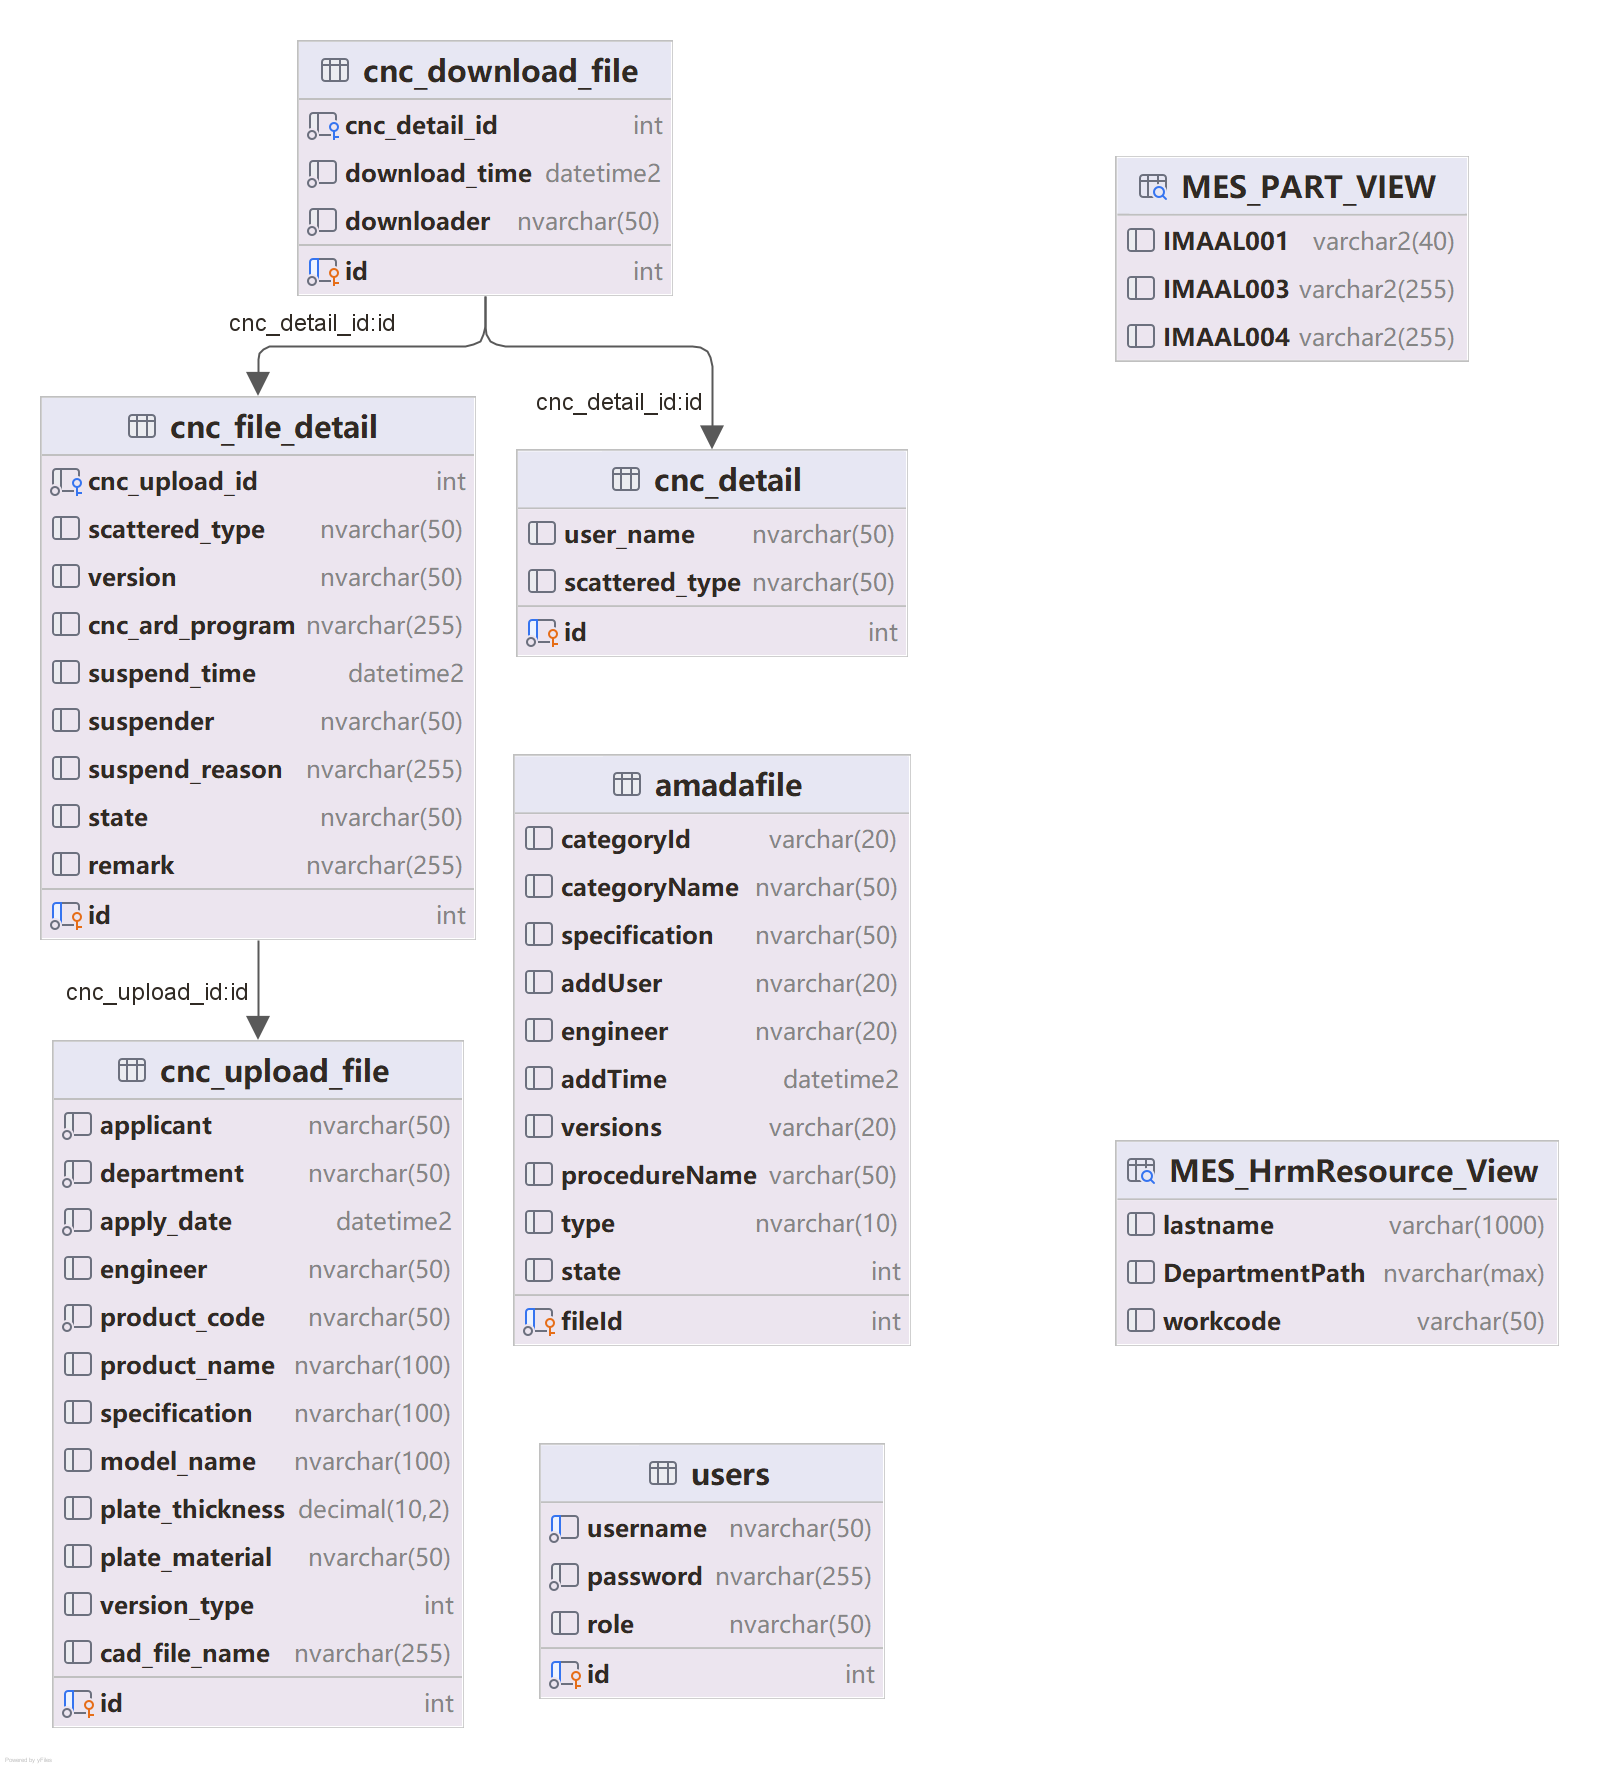 cnc_download_file
cnc_detail_id int
download_time datetime2
downloader nvarchar(50)
id int
cnc_detail_id:id
cnc_detail_id:id
cnc_file_detail
cnc_upload_id int
scattered_type nvarchar(50)
version nvarchar(50)
cnc_ard_program nvarchar(255)
suspend_time datetime2
suspender nvarchar(50)
suspend_reason nvarchar(255)
state nvarchar(50)
remark nvarchar(255)
id int
cnc_upload_id:id
cnc_upload_file
applicant nvarchar(50)
department nvarchar(50)
apply_date datetime2
engineer nvarchar(50)
product_code nvarchar(50)
product_name nvarchar(100)
specification nvarchar(100)
model_name nvarchar(100)
plate_thickness decimal(10,2)
plate_material nvarchar(50)
version_type int
cad_file_name nvarchar(255)
id int
cnc_detail
user_name nvarchar(50)
scattered_type nvarchar(50)
id int
amadafile
categoryId varchar(20)
categoryName nvarchar(50)
specification nvarchar(50)
addUser nvarchar(20)
engineer nvarchar(20)
addTime datetime2
versions varchar(20)
procedureName varchar(50)
type nvarchar(10)
state int
fileId int
users
username nvarchar(50)
password nvarchar(255)
role nvarchar(50)
id int
MES_PART_VIEW
IMAAL001 varchar2(40)
IMAAL003 varchar2(255)
IMAAL004 varchar2(255)
MES_HrmResource_View
lastname varchar(1000)
DepartmentPath nvarchar(max)
workcode varchar(50)
Powered by yFiles